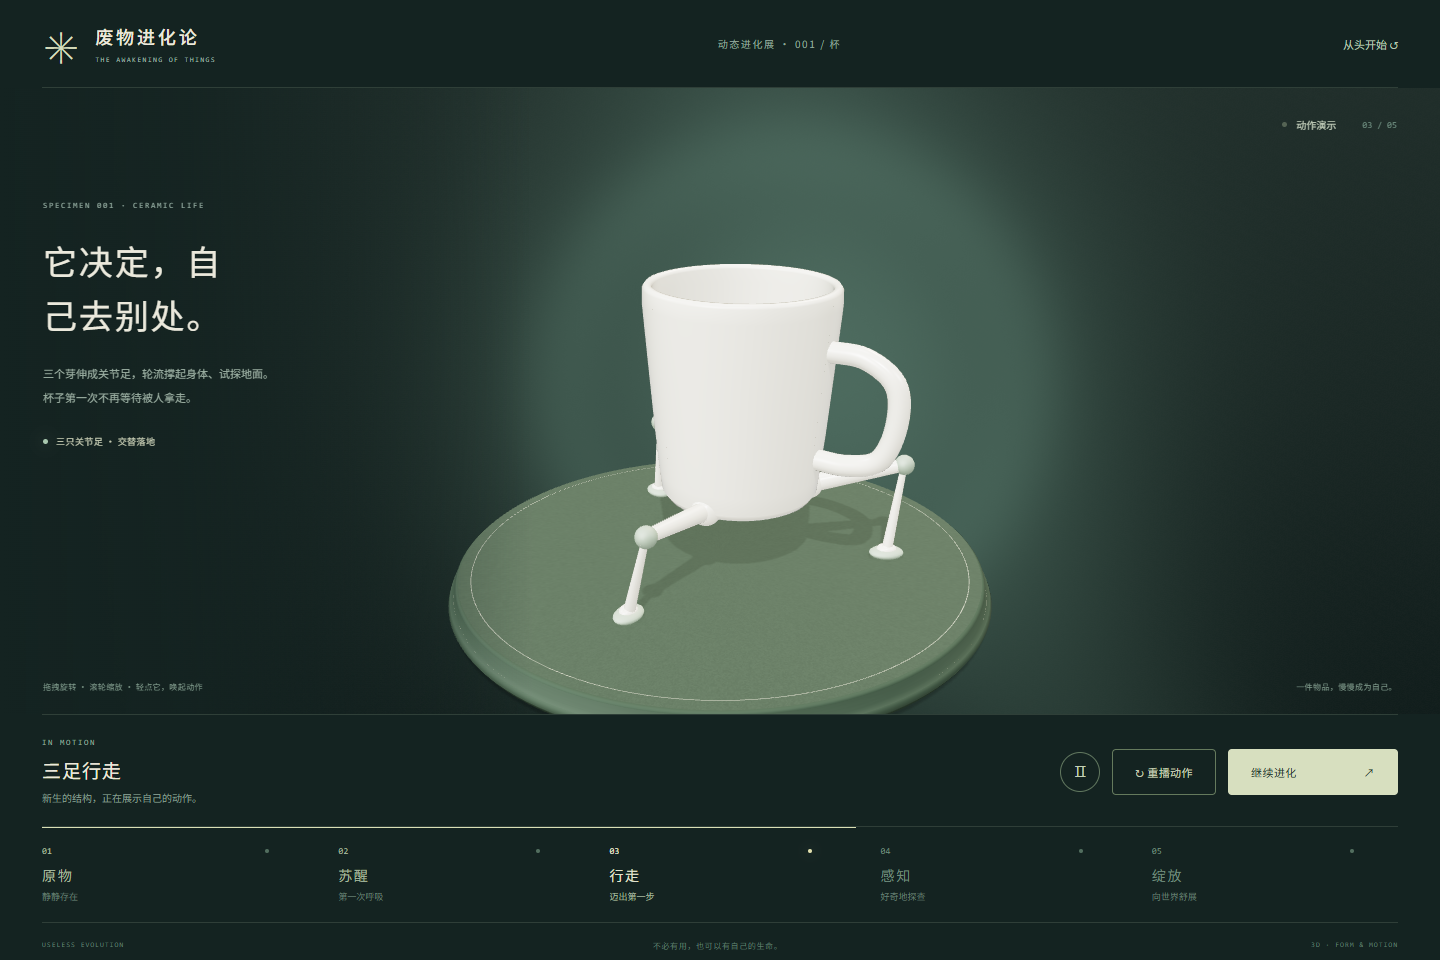 废物进化论
THE AWAKENING OF THINGS
动态进化展 · 001 / 杯
从头开始 ↺
动作演示 03 / 05
SPECIMEN 001 · CERAMIC LIFE
它决定，自
己去别处。
三个芽伸成关节足，轮流撑起身体、试探地面。
杯子第一次不再等待被人拿走。
三只关节足 · 交替落地
拖拽旋转 · 滚轮缩放 · 轻点它，唤起动作
一件物品，慢慢成为自己。
IN MOTION
三足行走
新生的结构，正在展示自己的动作。
↻ 重播动作
继续进化 ↗
01
原物
静静存在
02
苏醒
第一次呼吸
03
行走
迈出第一步
04
感知
好奇地探查
05
绽放
向世界舒展
USELESS EVOLUTION
不必有用，也可以有自己的生命。
3D · FORM & MOTION